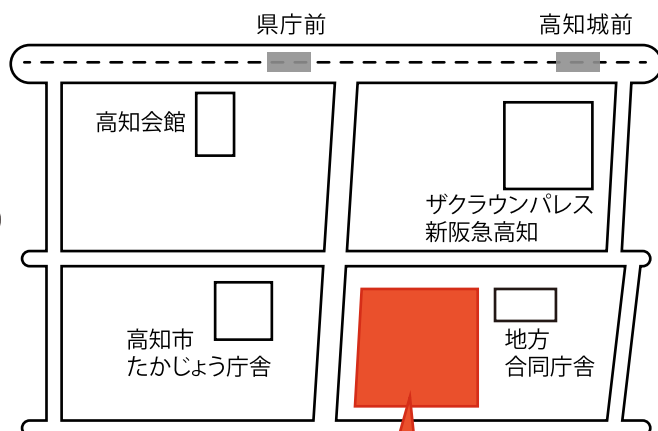 県庁前
高知城前
高知会館
ザクラウンパレス
新阪急高知
高知市
たかじょう庁舎
地方
合同庁舎